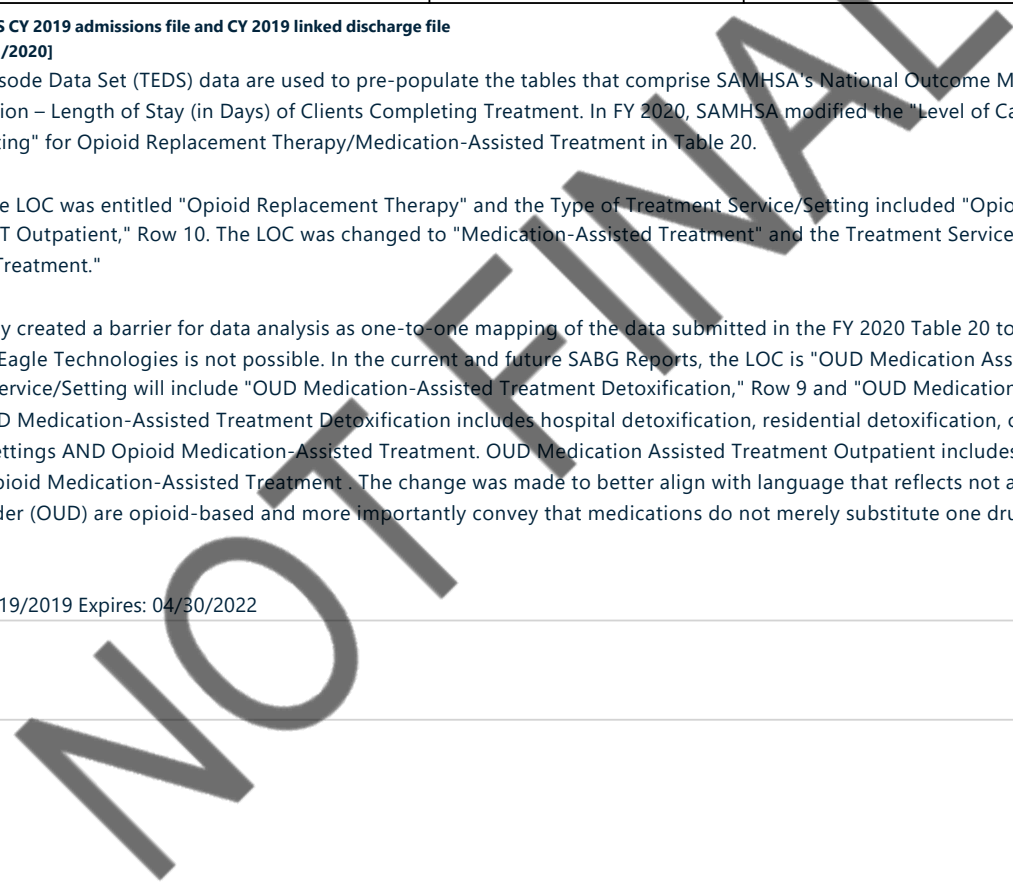 S CY 2019 admissions file and CY 2019 linked discharge file
/2020]
sode Data Set (TEDS) data are used to pre-populate the tables that comprise SAMHSA's National Outcome M
ion – Length of Stay (in Days) of Clients Completing Treatment. In FY 2020, SAMHSA modified the "Level of Ca
ing" for Opioid Replacement Therapy/Medication-Assisted Treatment in Table 20.
e LOC was entitled "Opioid Replacement Therapy" and the Type of Treatment Service/Setting included "Opio
T Outpatient," Row 10. The LOC was changed to "Medication-Assisted Treatment" and the Treatment Service
Treatment."
y created a barrier for data analysis as one-to-one mapping of the data submitted in the FY 2020 Table 20 to
Eagle Technologies is not possible. In the current and future SABG Reports, the LOC is "OUD Medication Ass
ervice/Setting will include "OUD Medication-Assisted Treatment Detoxification," Row 9 and "OUD Medication
D Medication-Assisted Treatment Detoxification includes hospital detoxification, residential detoxification, o
ettings AND Opioid Medication-Assisted Treatment. OUD Medication Assisted Treatment Outpatient includes
pioid Medication-Assisted Treatment . The change was made to better align with language that reflects not a
der (OUD) are opioid-based and more importantly convey that medications do not merely substitute one dru
19/2019 Expires: 04/30/2022
NOT FINAL